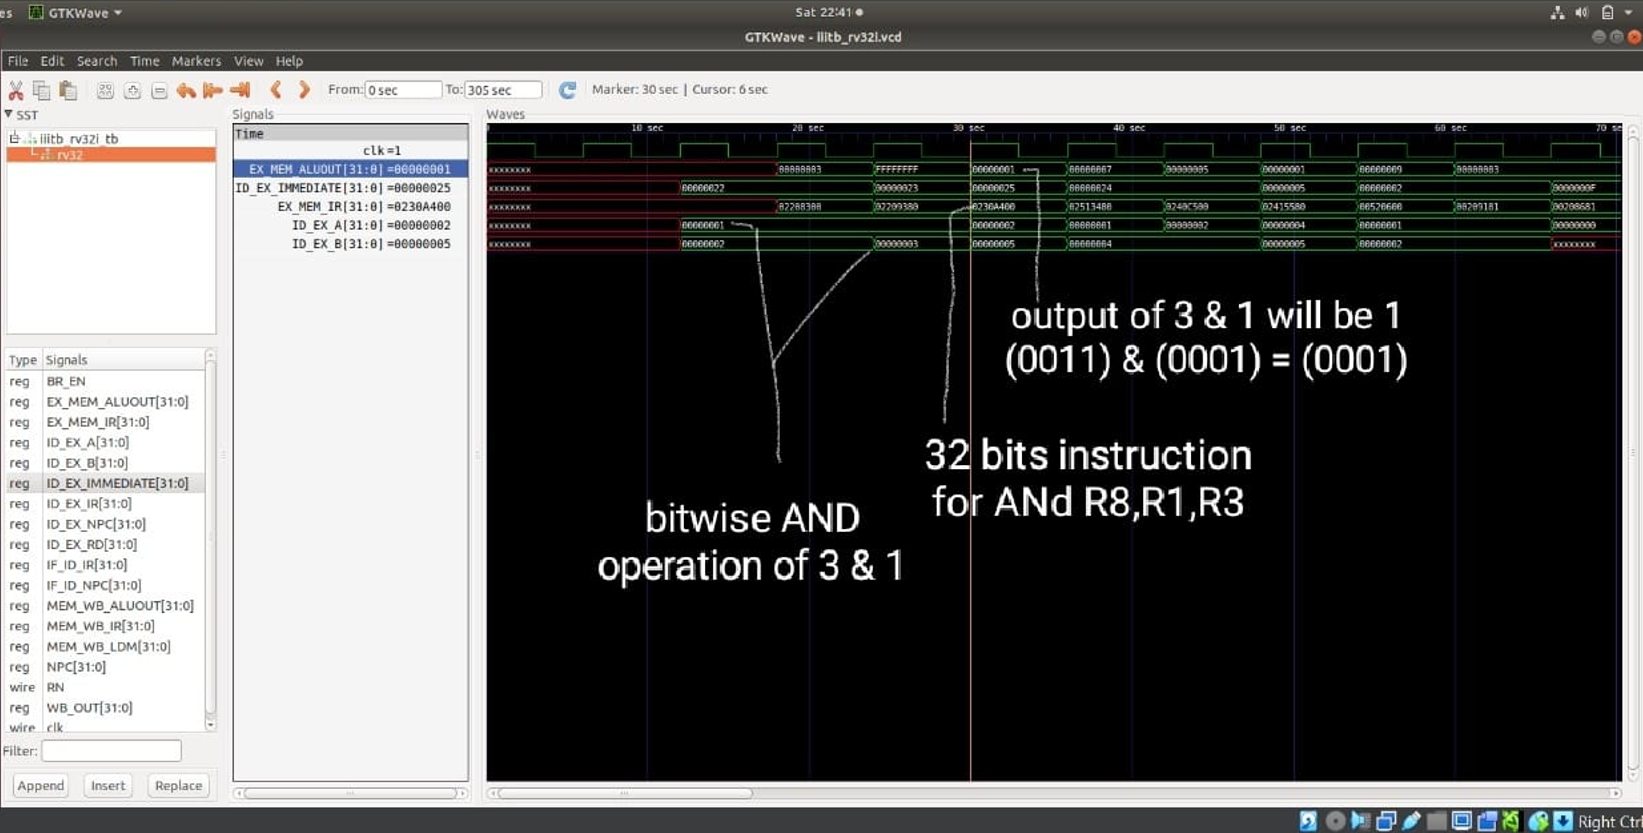 es GTKWave Sat 22:41
GTKWave - iiitb_rv32i.vcd
File Edit Search Time Markers View Help
From: 0 sec To: 305 sec Marker: 30 sec | Cursor: 6 sec
SST
iiitb_rv32i_tb
rv32
Type Signals
reg BR_EN
reg EX_MEM_ALUOUT[31:0]
reg EX_MEM_IR[31:0]
reg ID_EX_A[31:0]
reg ID_EX_B[31:0]
reg ID_EX_IMMEDIATE[31:0]
reg ID_EX_IR[31:0]
reg ID_EX_NPC[31:0]
reg ID_EX_RD[31:0]
reg IF_ID_IR[31:0]
reg IF_ID_NPC[31:0]
reg MEM_WB_ALUOUT[31:0]
reg MEM_WB_IR[31:0]
reg MEM_WB_LDM[31:0]
reg NPC[31:0]
wire RN
reg WB_OUT[31:0]
wire clk
Filter:
Append Insert Replace
Signals
Time
clk=1
EX_MEM_ALUOUT[31:0] =00000001
ID_EX_IMMEDIATE[31:0] =00000025
EX_MEM_IR[31:0] =0230A400
ID_EX_A[31:0] =00000002
ID_EX_B[31:0] =00000005
Waves
10 sec 20 sec 30 sec 40 sec 50 sec 60 sec 70 se
xxxxxxxx 00000003 FFFFFFFF 00000001 00000007 00000005 00000001 00000009 00000003
xxxxxxxx 00000022 00000023 00000025 00000024 00000005 00000002 0000000F
xxxxxxxx 02208300 02209380 0230A400 02513480 0240C500 02415580 00520600 00209181 00208681
xxxxxxxx 00000001 00000002 00000001 00000002 00000004 00000001 00000000
xxxxxxxx 00000002 00000003 00000005 00000004 00000005 00000002 xxxxxxxx
output of 3 & 1 will be 1
(0011) & (0001) = (0001)
32 bits instruction
for ANd R8,R1,R3
bitwise AND
operation of 3 & 1
Right Ctrl